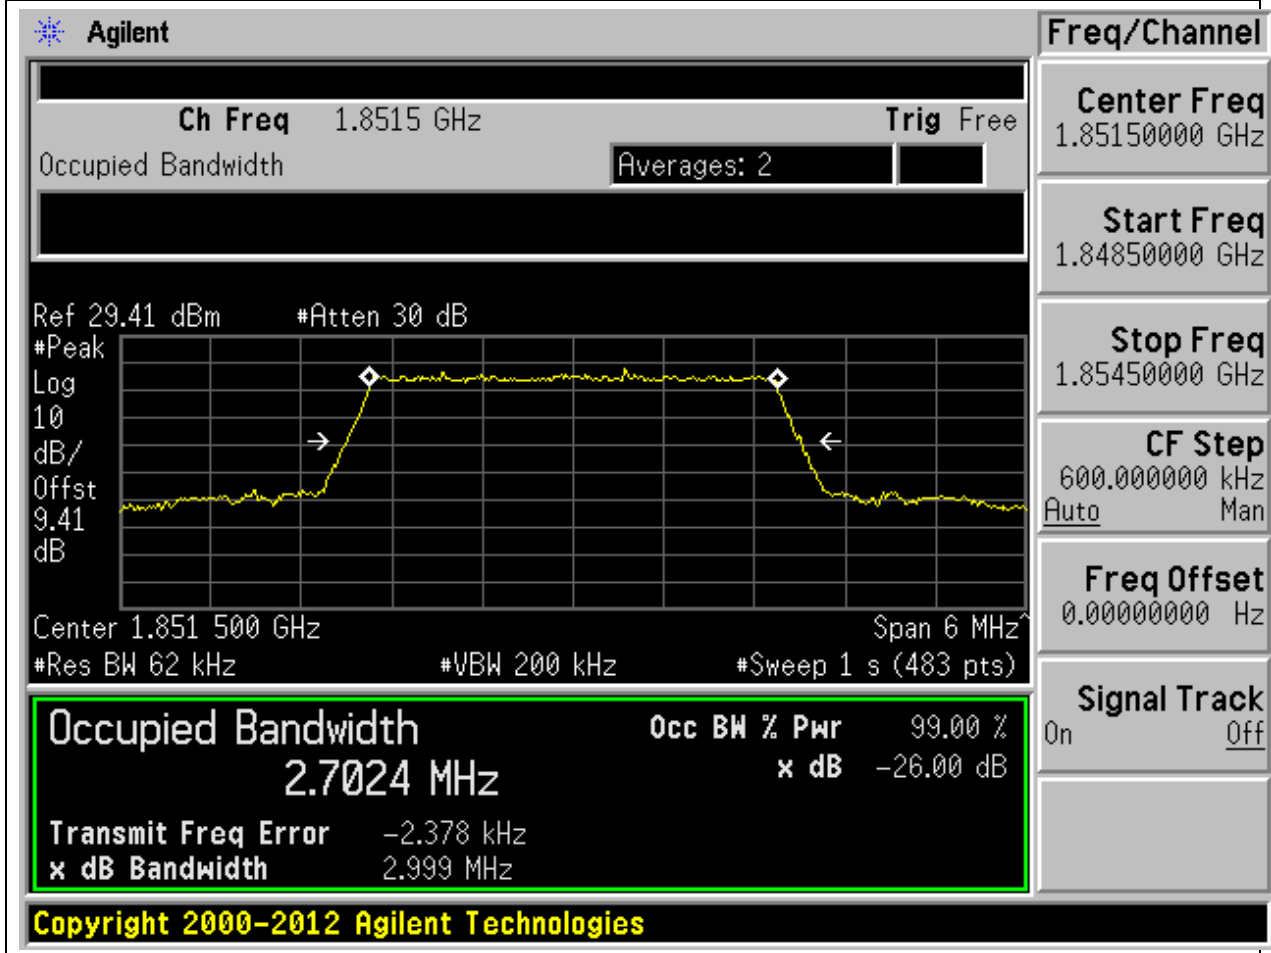 Agilent
Freq/Channel
Ch Freq 1.8515 GHz Trig Free
Occupied Bandwidth Averages: 2
Center Freq
1.85150000 GHz
Start Freq
1.84850000 GHz
Stop Freq
1.85450000 GHz
CF Step
600.000000 kHz
Auto Man
Freq Offset
0.00000000 Hz
Signal Track
On Off
Ref 29.41 dBm #Atten 30 dB
#Peak
Log
10
dB/
Offst
9.41
dB
Center 1.851 500 GHz Span 6 MHz^
#Res BW 62 kHz #VBW 200 kHz #Sweep 1 s (483 pts)
Occupied Bandwidth Occ BW % Pwr 99.00 %
2.7024 MHz x dB -26.00 dB
Transmit Freq Error -2.378 kHz
x dB Bandwidth 2.999 MHz
Copyright 2000-2012 Agilent Technologies